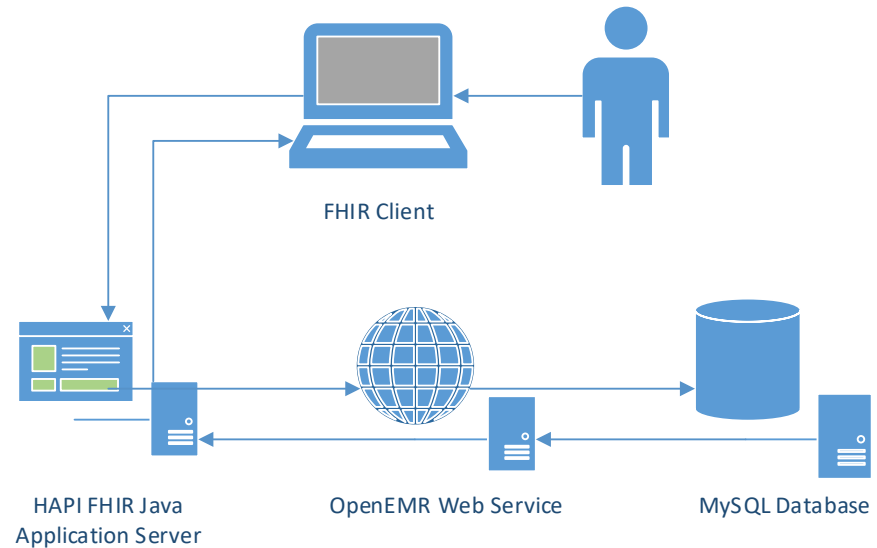 FHIR Client
HAPI FHIR Java
Application Server
OpenEMR Web Service
MySQL Database